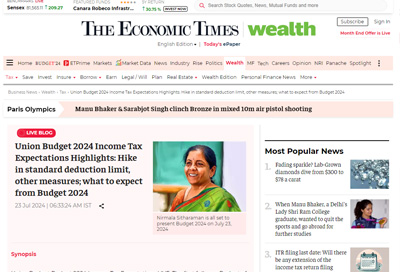 Sensex 81,565.11 ▲ 209.27
Canara Robeco Infrastr...
30.75 %
INVEST NOW
Search Stock Quotes, News, Mutual Funds and more
THE ECONOMIC TIMES | wealth
English Edition | Today's ePaper
Subscribe Sign In
Month End Offer is Live
Home BUDGET'24 ETPrime Markets Market Data News Industry Rise Politics Wealth MF Tech Careers Opinion NRI Panache Spotlight
Tax Save Invest Insure Borrow Earn Legal / Will Plan Real Estate Wealth Edition Personal Finance News More
Business News › Wealth › Tax › Union Budget 2024 Income Tax Expectations Highlights: Hike in standard deduction limit, other measures; what to expect from Budget 2024
Paris Olympics Manu Bhaker & Sarabjot Singh clinch Bronze in mixed 10m air pistol shooting
LIVE BLOG
Union Budget 2024 Income Tax
Expectations Highlights: Hike
in standard deduction limit,
other measures; what to expect
from Budget 2024
23 Jul 2024 | 06:33:24 AM IST
Nirmala Sitharaman is all set to
present Budget 2024 on July 23,
2024
Synopsis
Most Popular News
1. Fading sparkle? Lab-Grown
diamonds dive from $300 to
$78 a carat
2. When Manu Bhaker, a Delhi's
Lady Shri Ram College
graduate, wanted to quit the
sports and go abroad for
further studies
3. ITR filing last date: Will there
be any extension of the
income tax return filing